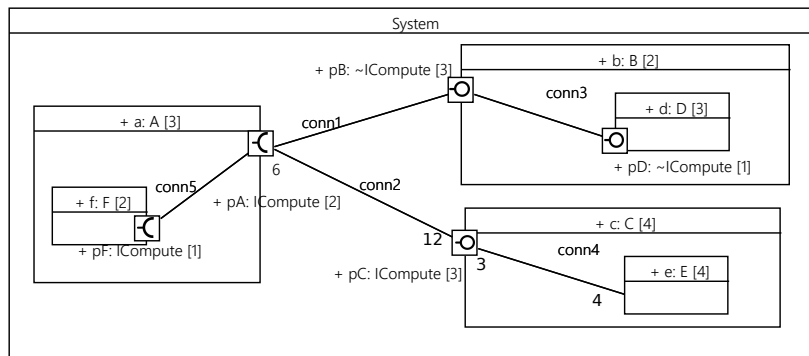 System
+ b: B [2]
+ pB: ~ICompute [3]
conn3
+ d: D [3]
+ a: A [3]
conn1
6
+ pD: ~ICompute [1]
conn5
conn2
+ f: F [2]
+ pA: ICompute [2]
+ c: C [4]
12
+ pF: ICompute [1]
conn4
3
+ pC: ICompute [3]
+ e: E [4]
4